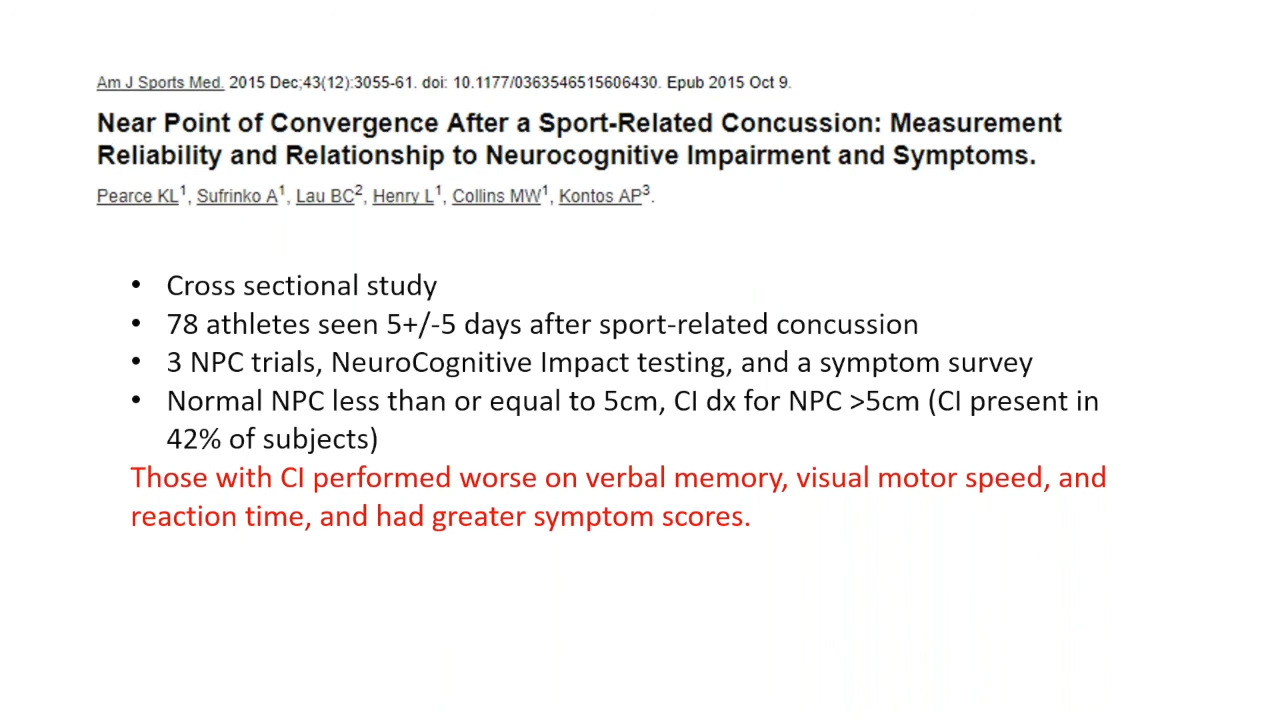 Am J Sports Med. 2015 Dec;43(12):3055-61. doi: 10.1177/0363546515606430. Epub 2015 Oct 9.
Near Point of Convergence After a Sport-Related Concussion: Measurement
Reliability and Relationship to Neurocognitive Impairment and Symptoms.
Pearce KL1, Sufrinko A1, Lau BC2, Henry L1, Collins MW1, Kontos AP3.
• Cross sectional study
• 78 athletes seen 5+/-5 days after sport-related concussion
• 3 NPC trials, NeuroCognitive Impact testing, and a symptom survey
• Normal NPC less than or equal to 5cm, CI dx for NPC >5cm (CI present in
42% of subjects)
Those with CI performed worse on verbal memory, visual motor speed, and
reaction time, and had greater symptom scores.